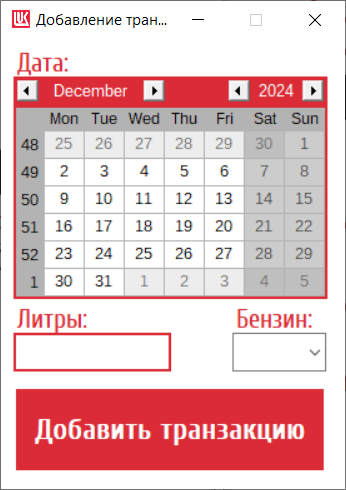 LUK Добавление тран...
Дата:
December 2024
Mon Tue Wed Thu Fri Sat Sun
48 25 26 27 28 29 30 1
49 2 3 4 5 6 7 8
50 9 10 11 12 13 14 15
51 16 17 18 19 20 21 22
52 23 24 25 26 27 28 29
1 30 31 1 2 3 4 5
Литры: Бензин:
Добавить транзакцию